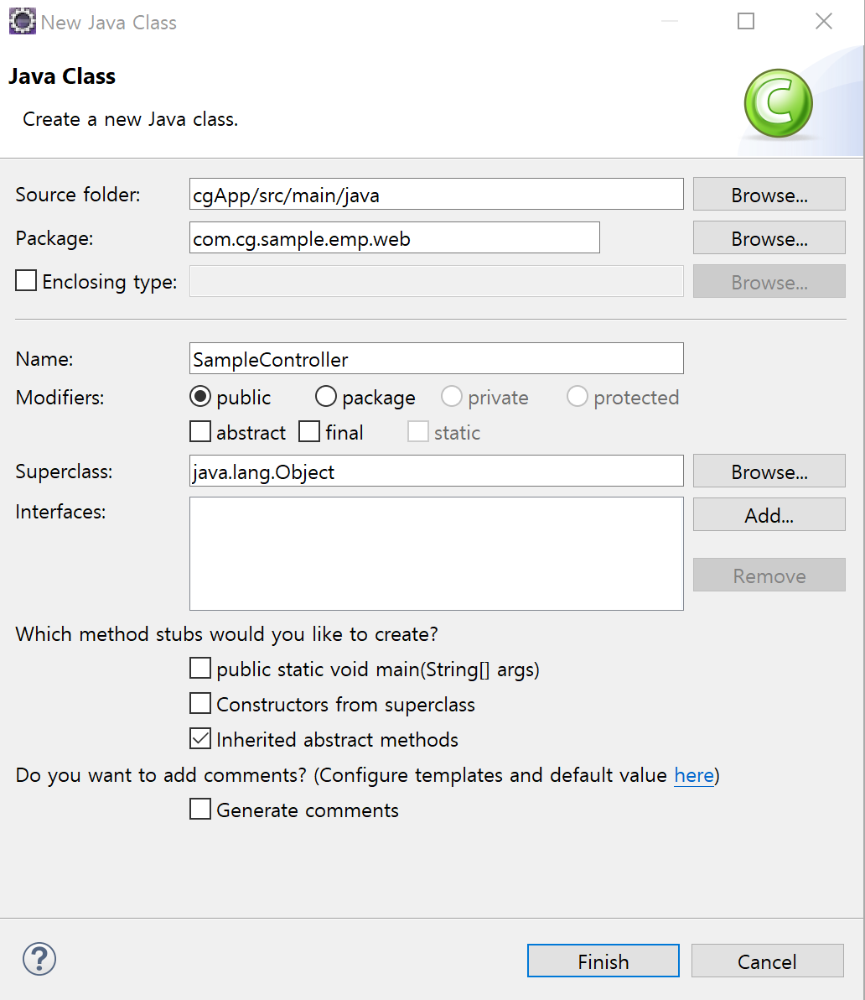 New Java Class
Java Class
Create a new Java class.
Source folder: cgApp/src/main/java Browse...
Package: com.cg.sample.emp.web Browse...
Enclosing type: Browse...
Name: SampleController
Modifiers: public package private protected
abstract final static
Superclass: java.lang.Object Browse...
Interfaces: Add...
Remove
Which method stubs would you like to create?
public static void main(String[] args)
Constructors from superclass
Inherited abstract methods
Do you want to add comments? (Configure templates and default value here)
Generate comments
? Finish Cancel